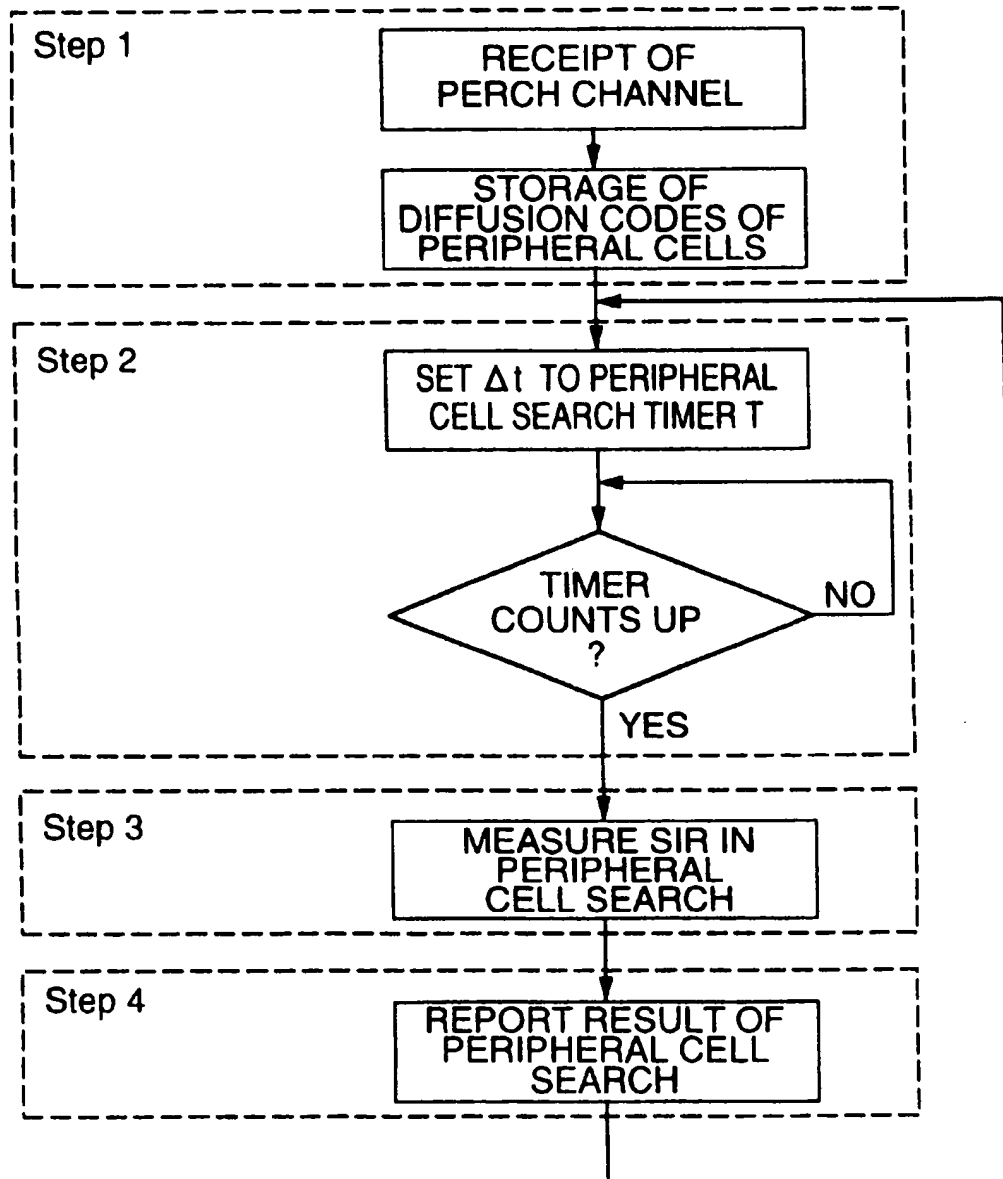 Step 1
RECEIPT OF
PERCH CHANNEL
STORAGE OF
DIFFUSION CODES OF
PERIPHERAL CELLS
Step 2
SET Δt TO PERIPHERAL
CELL SEARCH TIMER T
TIMER
COUNTS UP
?
NO
YES
Step 3
MEASURE SIR IN
PERIPHERAL
CELL SEARCH
Step 4
REPORT RESULT OF
PERIPHERAL CELL
SEARCH